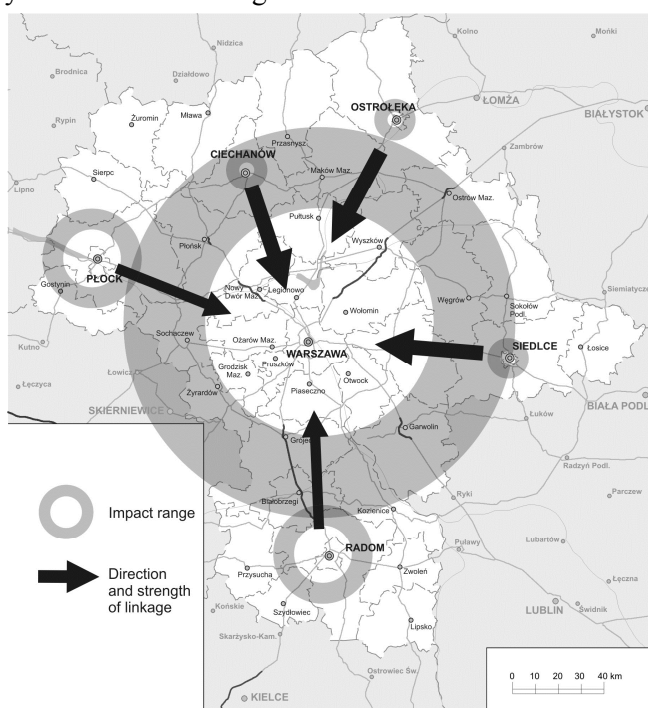 Nidzica
Kolno
Mońki
Brodnica
Działdowo
OSTROŁĘKA
ŁOMŻA
Żuromin
Mława
BIAŁYSTOK
Rypin
CIECHANÓW
Przasnysz
Zambrów
Sierpc
Maków Maz.
Lipno
Ostrów Maz.
Pułtusk
Płońsk
Wyszków
PŁOCK
Gostynin
Nowy
Dwór Maz.
Legionowo
Węgrów
Sokołów
Podl.
Siemiatycze
Wołomin
Sochaczew
Kutno
Ożarów Maz.
WARSZAWA
SIEDLCE
Łosice
Pruszków
Łowicz
Grodzisk
Maz.
Otwock
Łęczyca
Żyrardów
Piaseczno
BIAŁA PODL.
SKIERNIEWICE
Garwolin
Łuków
Grójec
Radzyń Podl.
Białobrzegi
Ryki
Parczew
Kozienice
Impact range
RADOM
Puławy
Lubartów
Direction
and strength
of linkage
Przysucha
Zwoleń
Łęczna
Końskie
Szydłowiec
LUBLIN
Świdnik
Lipsko
Skarżysko-Kam.
Ostrowiec Św.
KIELCE
0 10 20 30 40 km